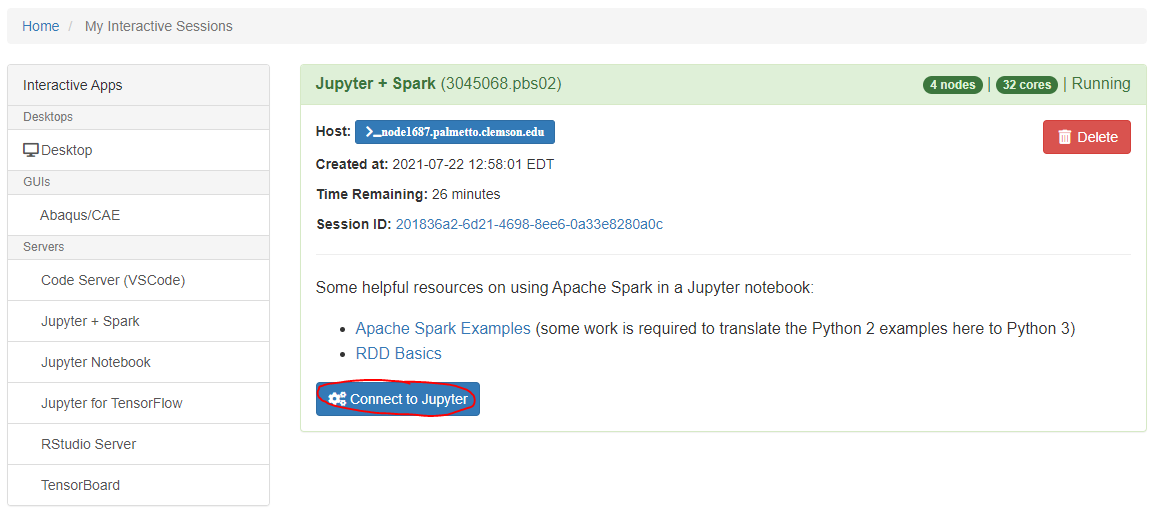 Home / My Interactive Sessions
Interactive Apps
Desktops
Desktop
GUIs
Abaqus/CAE
Servers
Code Server (VSCode)
Jupyter + Spark
Jupyter Notebook
Jupyter for TensorFlow
RStudio Server
TensorBoard
Jupyter + Spark (3045068.pbs02) 4 nodes | 32 cores | Running
Host: >_node1687.palmetto.clemson.edu
Delete
Created at: 2021-07-22 12:58:01 EDT
Time Remaining: 26 minutes
Session ID: 201836a2-6d21-4698-8ee6-0a33e8280a0c
Some helpful resources on using Apache Spark in a Jupyter notebook:
• Apache Spark Examples (some work is required to translate the Python 2 examples here to Python 3)
• RDD Basics
Connect to Jupyter